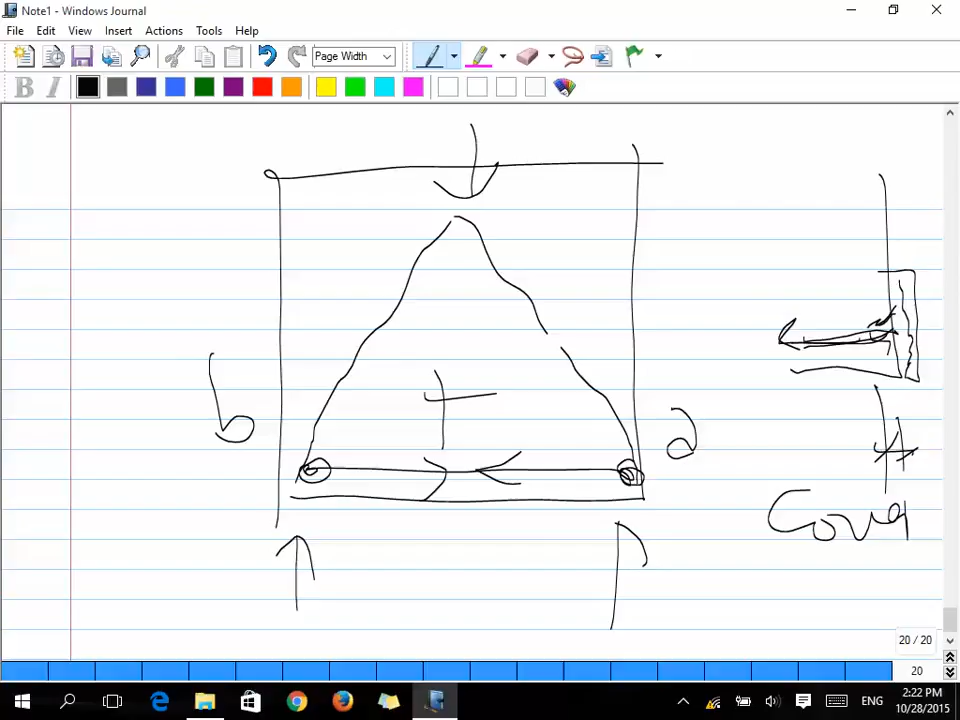 Note1 - Windows Journal
File Edit View Insert Actions Tools Help
Page Width
B I
b
a
20 / 20
20
ENG
2:22 PM
10/28/2015